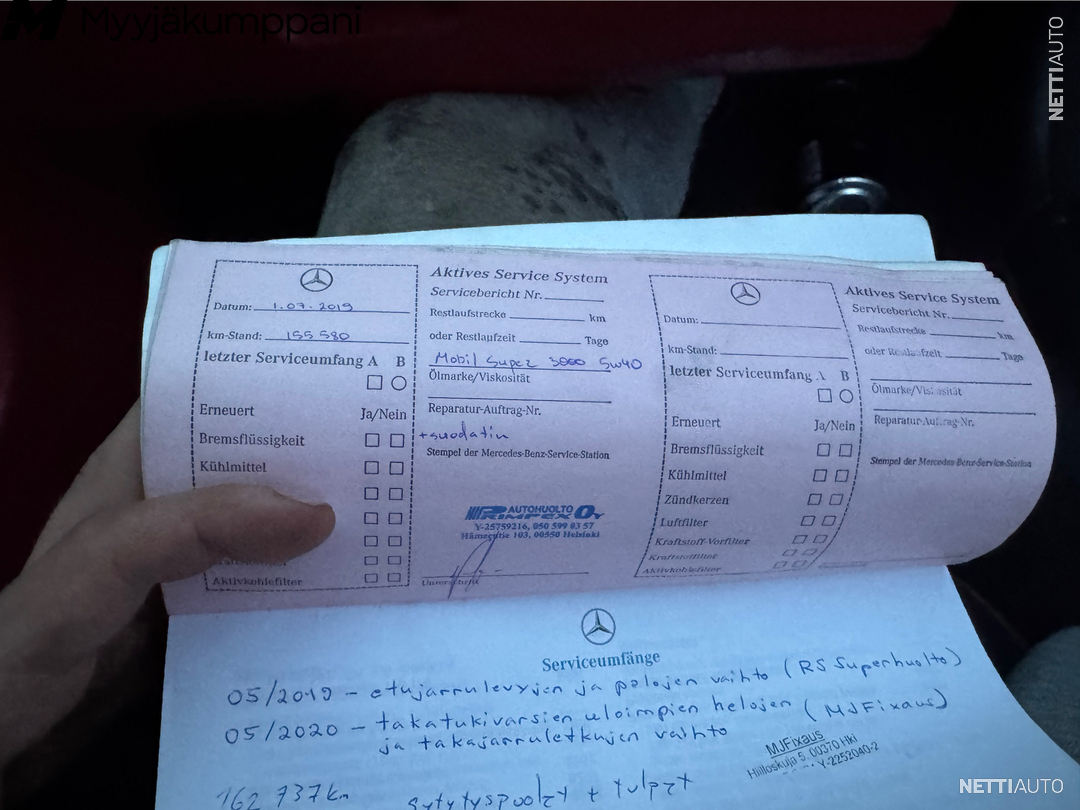 Myyjäkumppani
NETTIAUTO
Aktives Service System
Datum: 1.07.2019
Servicebericht Nr.
km-Stand: 155 580
Restlaufstrecke km
letzter Serviceumfang A B
oder Restlaufzeit Tage
Mobil Super 3000 5w40
Ölmarke/Viskosität
Erneuert Ja/Nein
Reparatur-Auftrag-Nr.
Bremsflüssigkeit
+suodatin
Kühlmittel
Stempel der Mercedes-Benz-Service-Station
AUTOHUOLTO
RIMPEX OY
Y-25759216, 050 599 03 57
Hämeentie 103, 00550 Helsinki
Aktivkohlefilter
Unterschrift
Aktives Service System
Datum:
Servicebericht Nr.
Restlaufstrecke km
km-Stand:
oder Restlaufzeit Tage
letzter Serviceumfang A B
Ölmarke/Viskosität
Erneuert Ja/Nein
Reparatur-Auftrag-Nr.
Bremsflüssigkeit
Stempel der Mercedes-Benz-Service-Station
Kühlmittel
Zündkerzen
Luftfilter
Kraftstoff-Vorfilter
Kraftstoffilter
Aktivkohlefilter
Serviceumfänge
05/2019 - etujarrulevyjen ja palojen vaihto (RS Superhuolto)
05/2020 - takatukivarsien uloimpien helojen (MJFixaus)
ja takajarruletkujen vaihto
MJFixaus
Hiilloskuja 5, 00370 Hki
Y-2252040-2
162 737km sytytyspuolat + tulpat
NETTIAUTO